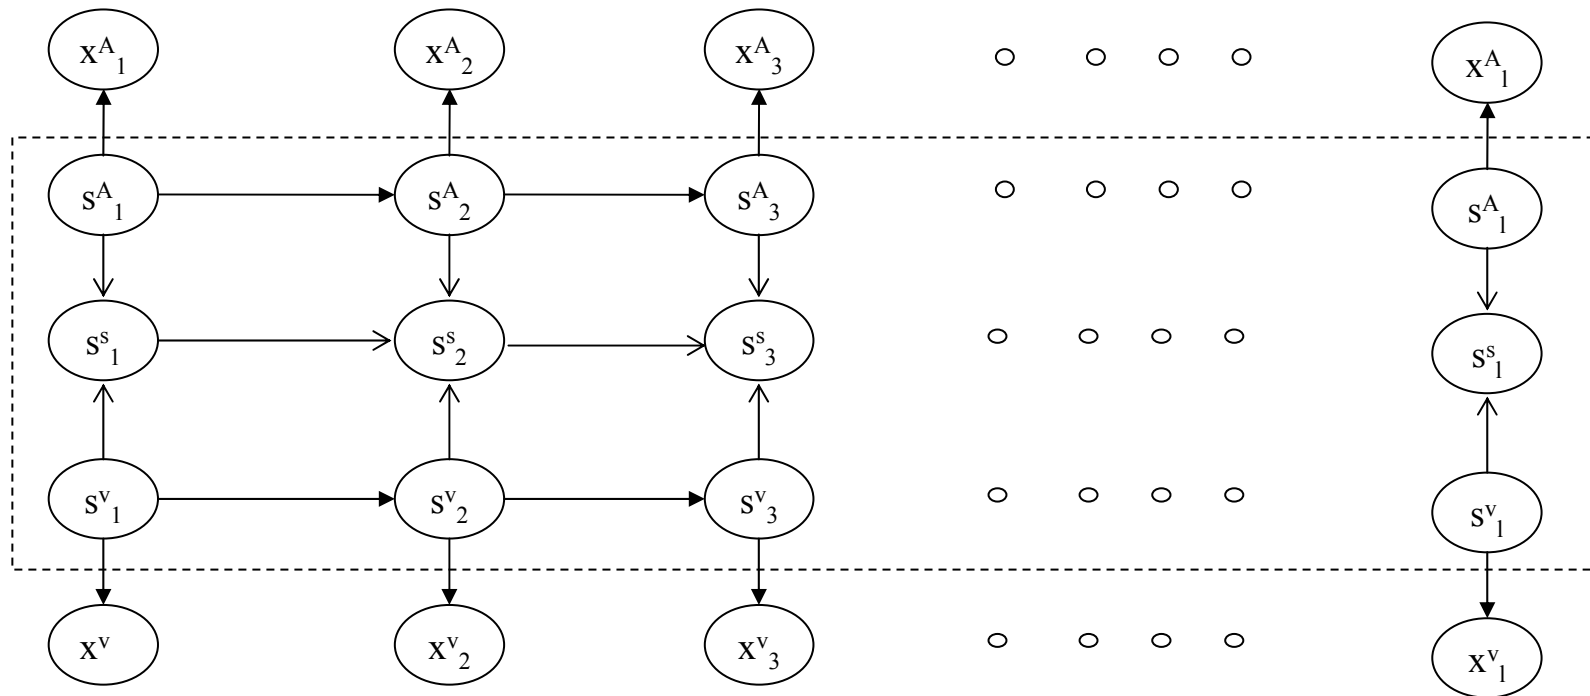 x^A_1 x^A_2 x^A_3 x^A_l
s^A_1 s^A_2 s^A_3 s^A_l
s^s_1 s^s_2 s^s_3 s^s_l
s^v_1 s^v_2 s^v_3 s^v_l
x^v x^v_2 x^v_3 x^v_l